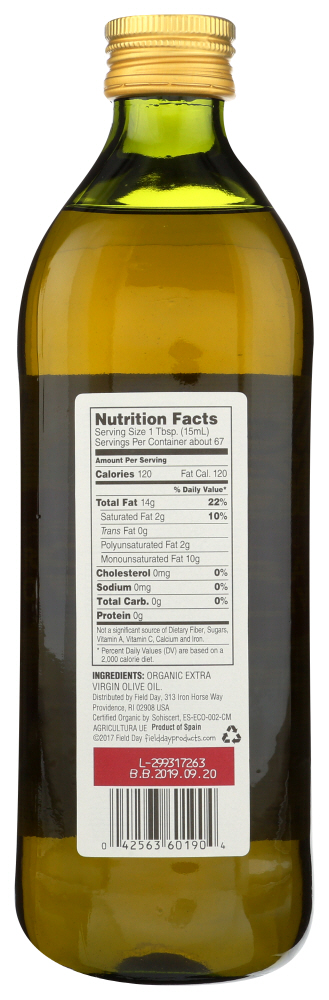 Nutrition Facts
Serving Size 1 Tbsp. (15mL)
Servings Per Container about 67
Amount Per Serving
Calories 120 Fat Cal. 120
% Daily Value*
Total Fat 14g 22%
Saturated Fat 2g 10%
Trans Fat 0g
Polyunsaturated Fat 2g
Monounsaturated Fat 10g
Cholesterol 0mg 0%
Sodium 0mg 0%
Total Carb. 0g 0%
Protein 0g
Not a significant source of Dietary Fiber, Sugars,
Vitamin A, Vitamin C, Calcium and Iron.
* Percent Daily Values (DV) are based on a
2,000 calorie diet.
INGREDIENTS: ORGANIC EXTRA
VIRGIN OLIVE OIL.
Distributed by Field Day, 313 Iron Horse Way
Providence, RI 02908 USA
Certified Organic by Sohiscert, ES-ECO-002-CM
AGRICULTURA UE Product of Spain
©2017 Field Day fielddayproducts.com
L-299317263
B.B.2019.09.20
0 42563 60190 4